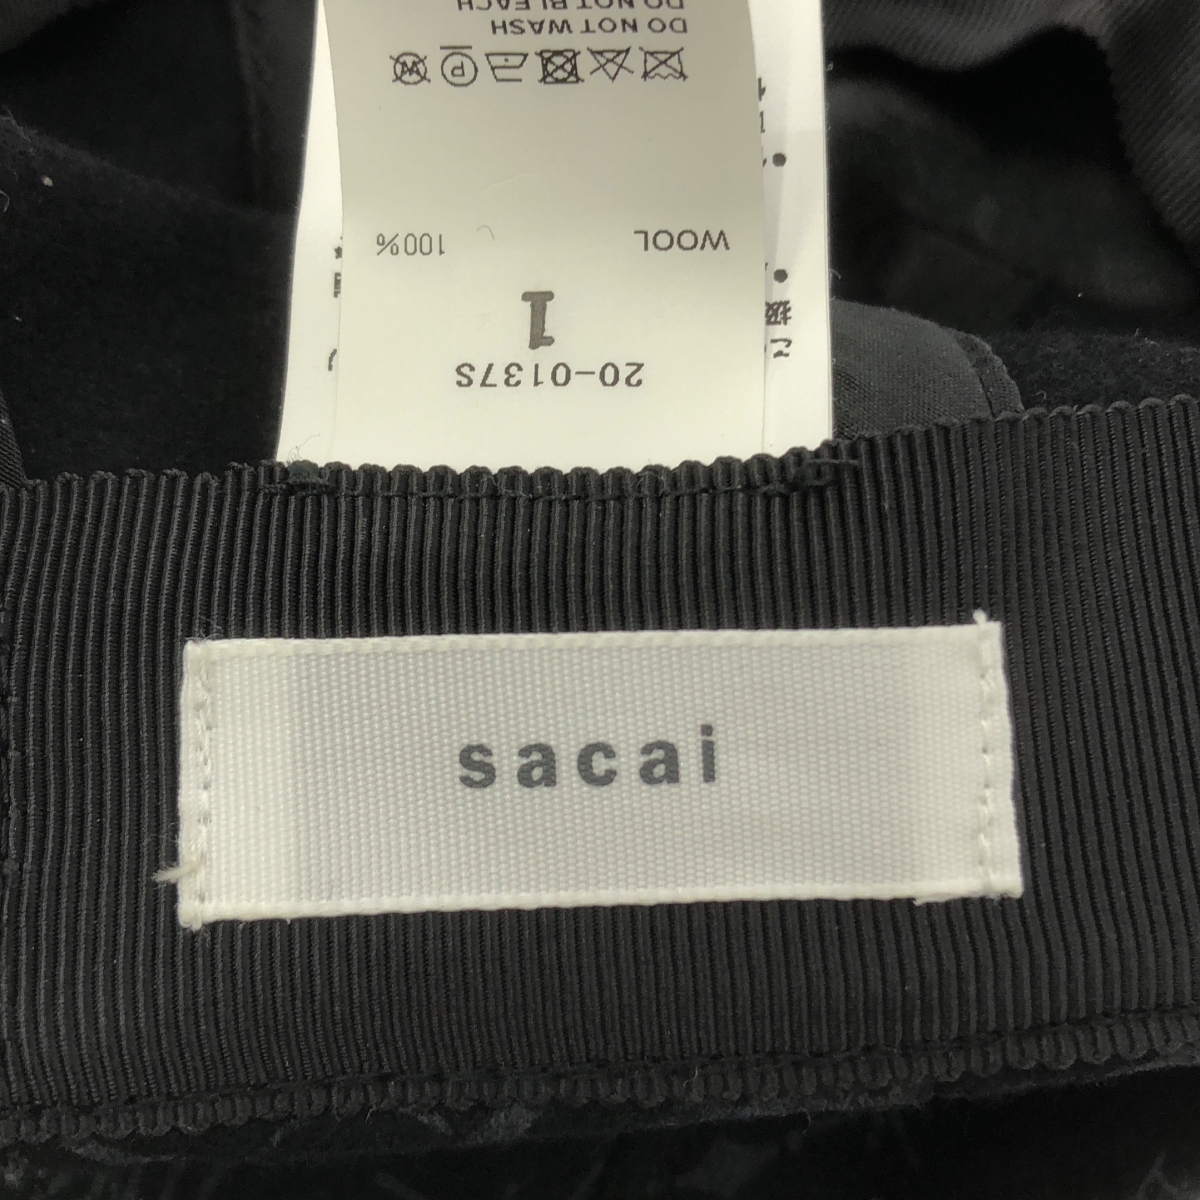 sacai
20-0137S
1
WOOL 100%
DO NOT WASH
DO NOT BLEACH